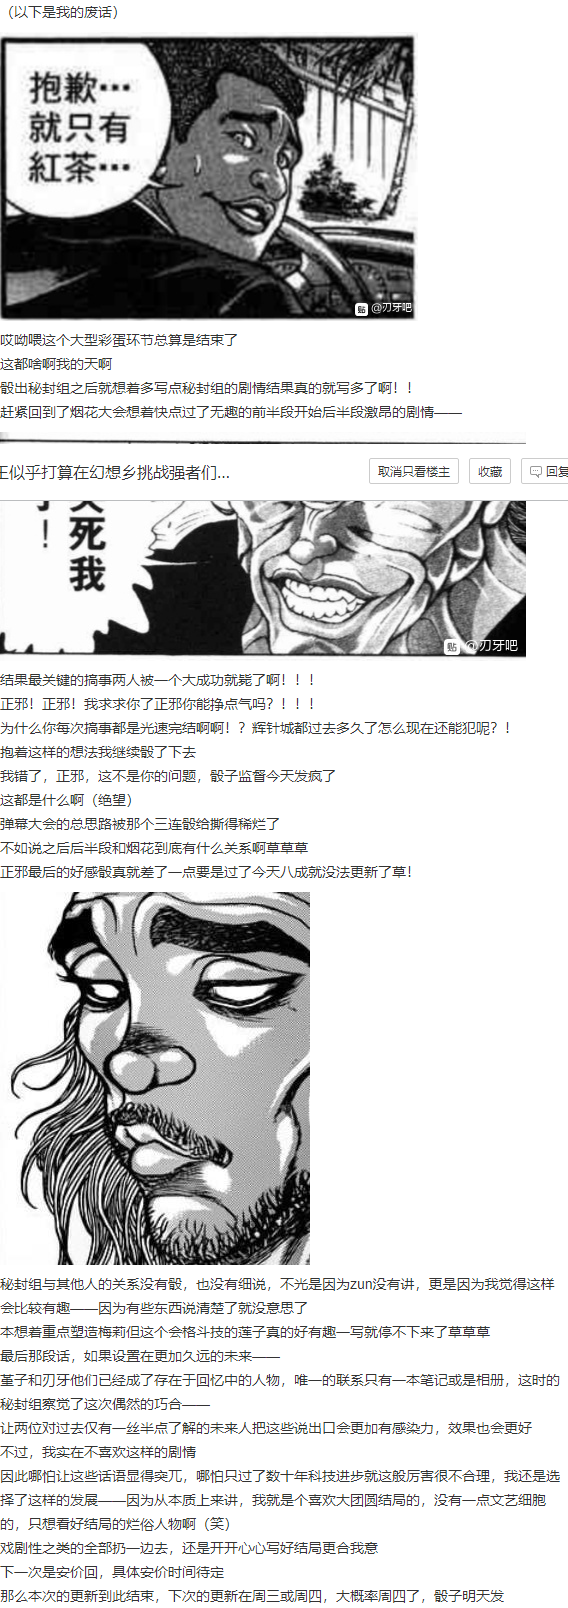 （以下是我的废话）
抱歉…
就只有
紅茶…
贴 @刃牙吧
哎呦喂这个大型彩蛋环节总算是结束了
这都啥啊我的天啊
骰出秘封组之后就想着多写点秘封组的剧情结果真的就写多了啊！！
赶紧回到了烟花大会想着快点过了无趣的前半段开始后半段激昂的剧情——
王似乎打算在幻想乡挑战强者们...
取消只看楼主
收藏
回复
死我
！
贴 @刃牙吧
结果最关键的搞事两人被一个大成功就毙了啊！！！
正邪！正邪！我求求你了正邪你能挣点气吗？！！！
为什么你每次搞事都是光速完结啊啊！？辉针城都过去多久了怎么现在还能犯呢？！
抱着这样的想法我继续骰了下去
我错了，正邪，这不是你的问题，骰子监督今天发疯了
这都是什么啊（绝望）
弹幕大会的总思路被那个三连骰给撕得稀烂了
不如说之后后半段和烟花到底有什么关系啊草草草
正邪最后的好感骰真就差了一点要是过了今天八成就没法更新了草！
秘封组与其他人的关系没有骰，也没有细说，不光是因为zun没有讲，更是因为我觉得这样
会比较有趣——因为有些东西说清楚了就没意思了
本想着重点塑造梅莉但这个会格斗技的莲子真的好有趣一写就停不下来了草草草
最后那段话，如果设置在更加久远的未来——
堇子和刃牙他们已经成了存在于回忆中的人物，唯一的联系只有一本笔记或是相册，这时的
秘封组察觉了这次偶然的巧合——
让两位对过去仅有一丝半点了解的未来人把这些说出口会更加有感染力，效果也会更好
不过，我实在不喜欢这样的剧情
因此哪怕让这些话语显得突兀，哪怕只过了数十年科技进步就这般厉害很不合理，我还是选
择了这样的发展——因为从本质上来讲，我就是个喜欢大团圆结局的，没有一点文艺细胞
的，只想看好结局的烂俗人物啊（笑）
戏剧性之类的全部扔一边去，还是开开心心写好结局更合我意
下一次是安价回，具体安价时间待定
那么本次的更新到此结束，下次的更新在周三或周四，大概率周四了，骰子明天发